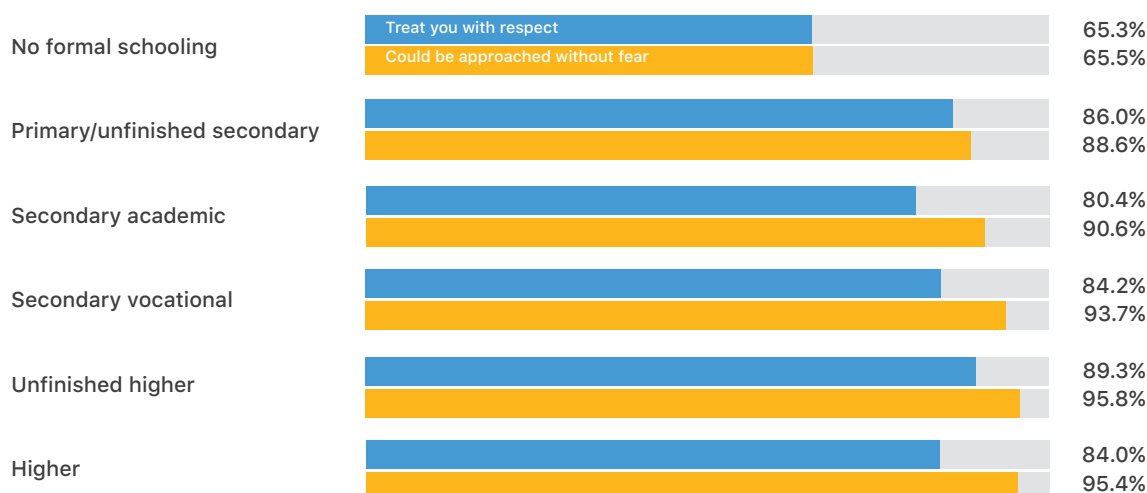 No formal schooling
Treat you with respect
65.3%
Could be approached without fear
65.5%
Primary/unfinished secondary
86.0%
88.6%
Secondary academic
80.4%
90.6%
Secondary vocational
84.2%
93.7%
Unfinished higher
89.3%
95.8%
Higher
84.0%
95.4%